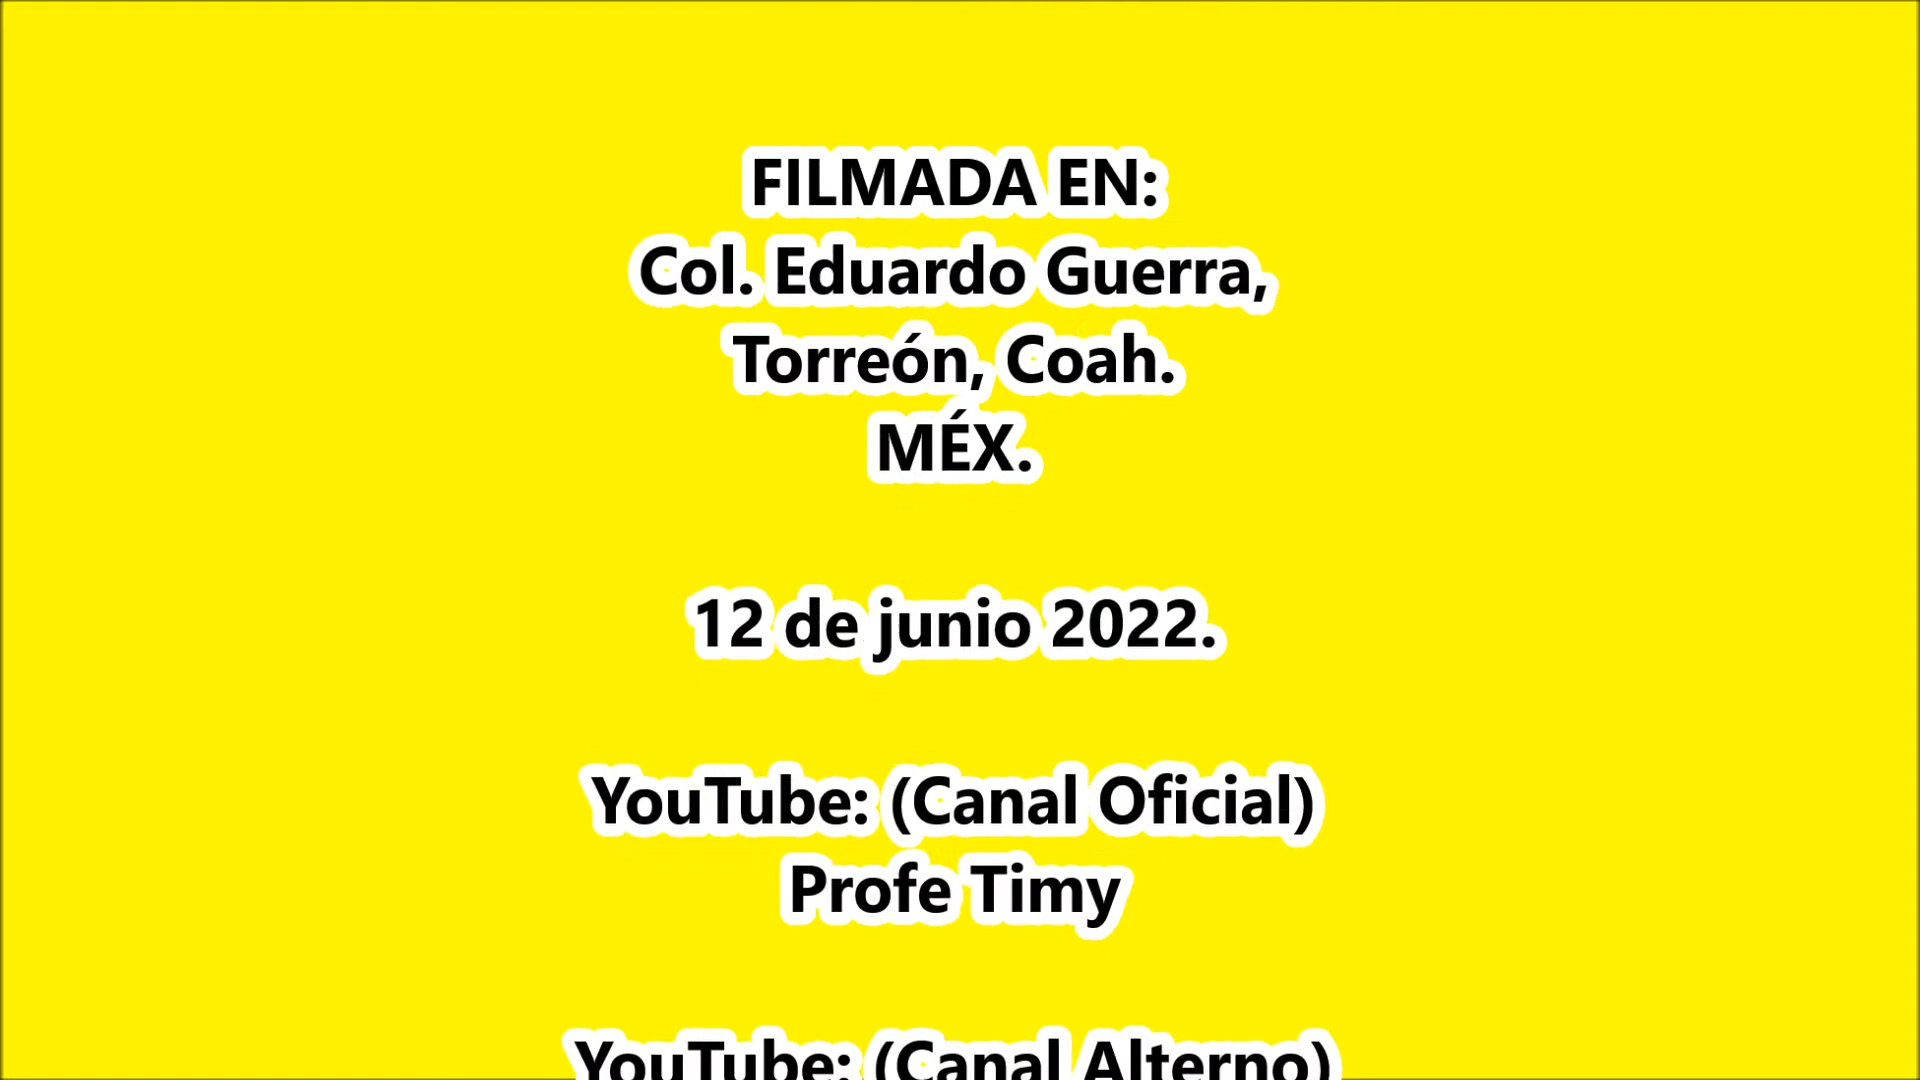 FILMADA EN:
Col. Eduardo Guerra,
Torreón, Coah.
MÉX.
12 de junio 2022.
YouTube: (Canal Oficial)
Profe Timy
YouTube: (Canal Alterno)